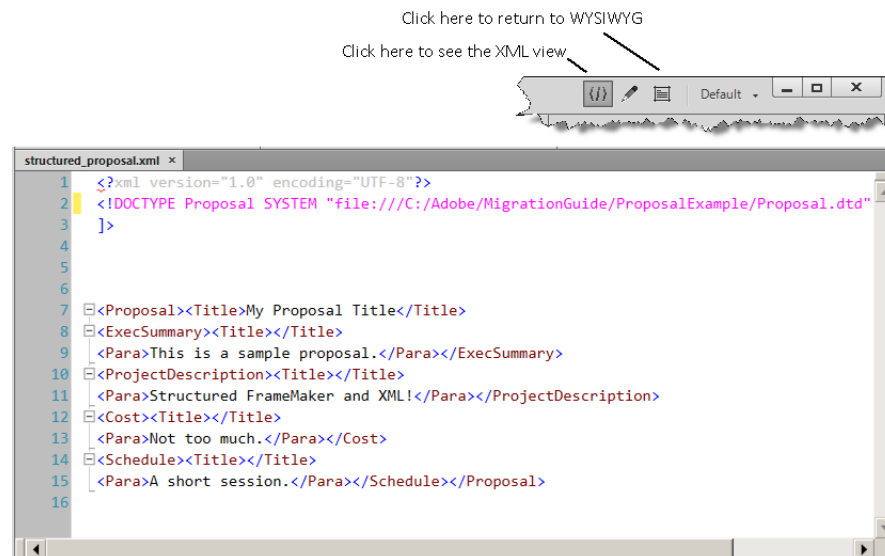 Click here to return to WYSIWYG
Click here to see the XML view
Default
structured_proposal.xml ×
1 <?xml version="1.0" encoding="UTF-8"?>
2 <!DOCTYPE Proposal SYSTEM "file:///C:/Adobe/MigrationGuide/ProposalExample/Proposal.dtd"
3 ]>
4
5
6
7 <Proposal><Title>My Proposal Title</Title>
8 <ExecSummary><Title></Title>
9 <Para>This is a sample proposal.</Para></ExecSummary>
10 <ProjectDescription><Title></Title>
11 <Para>Structured FrameMaker and XML!</Para></ProjectDescription>
12 <Cost><Title></Title>
13 <Para>Not too much.</Para></Cost>
14 <Schedule><Title></Title>
15 <Para>A short session.</Para></Schedule></Proposal>
16